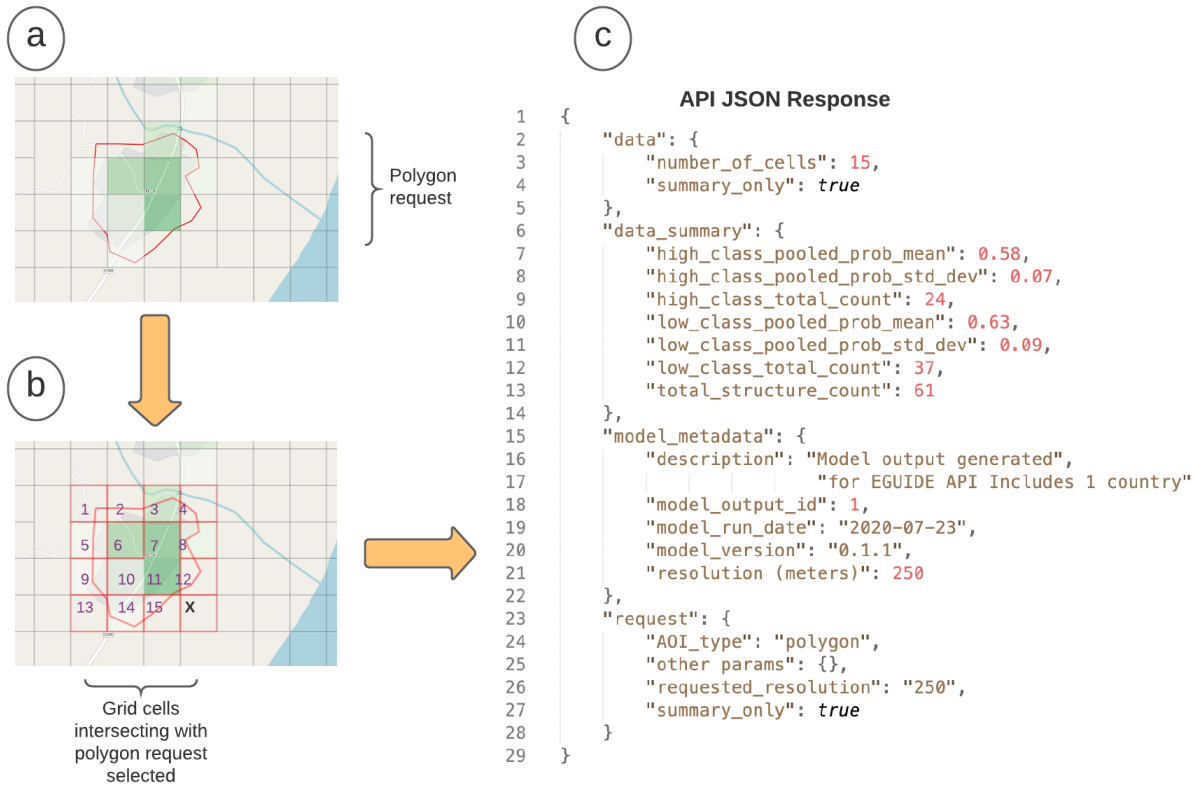 a
Polygon
request
b
1 2 3 4
5 6 7 8
9 10 11 12
13 14 15 X
Grid cells
intersecting with
polygon request
selected
c
API JSON Response
1 {
2 "data": {
3 "number_of_cells": 15,
4 "summary_only": true
5 },
6 "data_summary": {
7 "high_class_pooled_prob_mean": 0.58,
8 "high_class_pooled_prob_std_dev": 0.07,
9 "high_class_total_count": 24,
10 "low_class_pooled_prob_mean": 0.63,
11 "low_class_pooled_prob_std_dev": 0.09,
12 "low_class_total_count": 37,
13 "total_structure_count": 61
14 },
15 "model_metadata": {
16 "description": "Model output generated",
17 "for EGUIDE API Includes 1 country"
18 "model_output_id": 1,
19 "model_run_date": "2020-07-23",
20 "model_version": "0.1.1",
21 "resolution (meters)": 250
22 },
23 "request": {
24 "AOI_type": "polygon",
25 "other params": {},
26 "requested_resolution": "250",
27 "summary_only": true
28 }
29 }